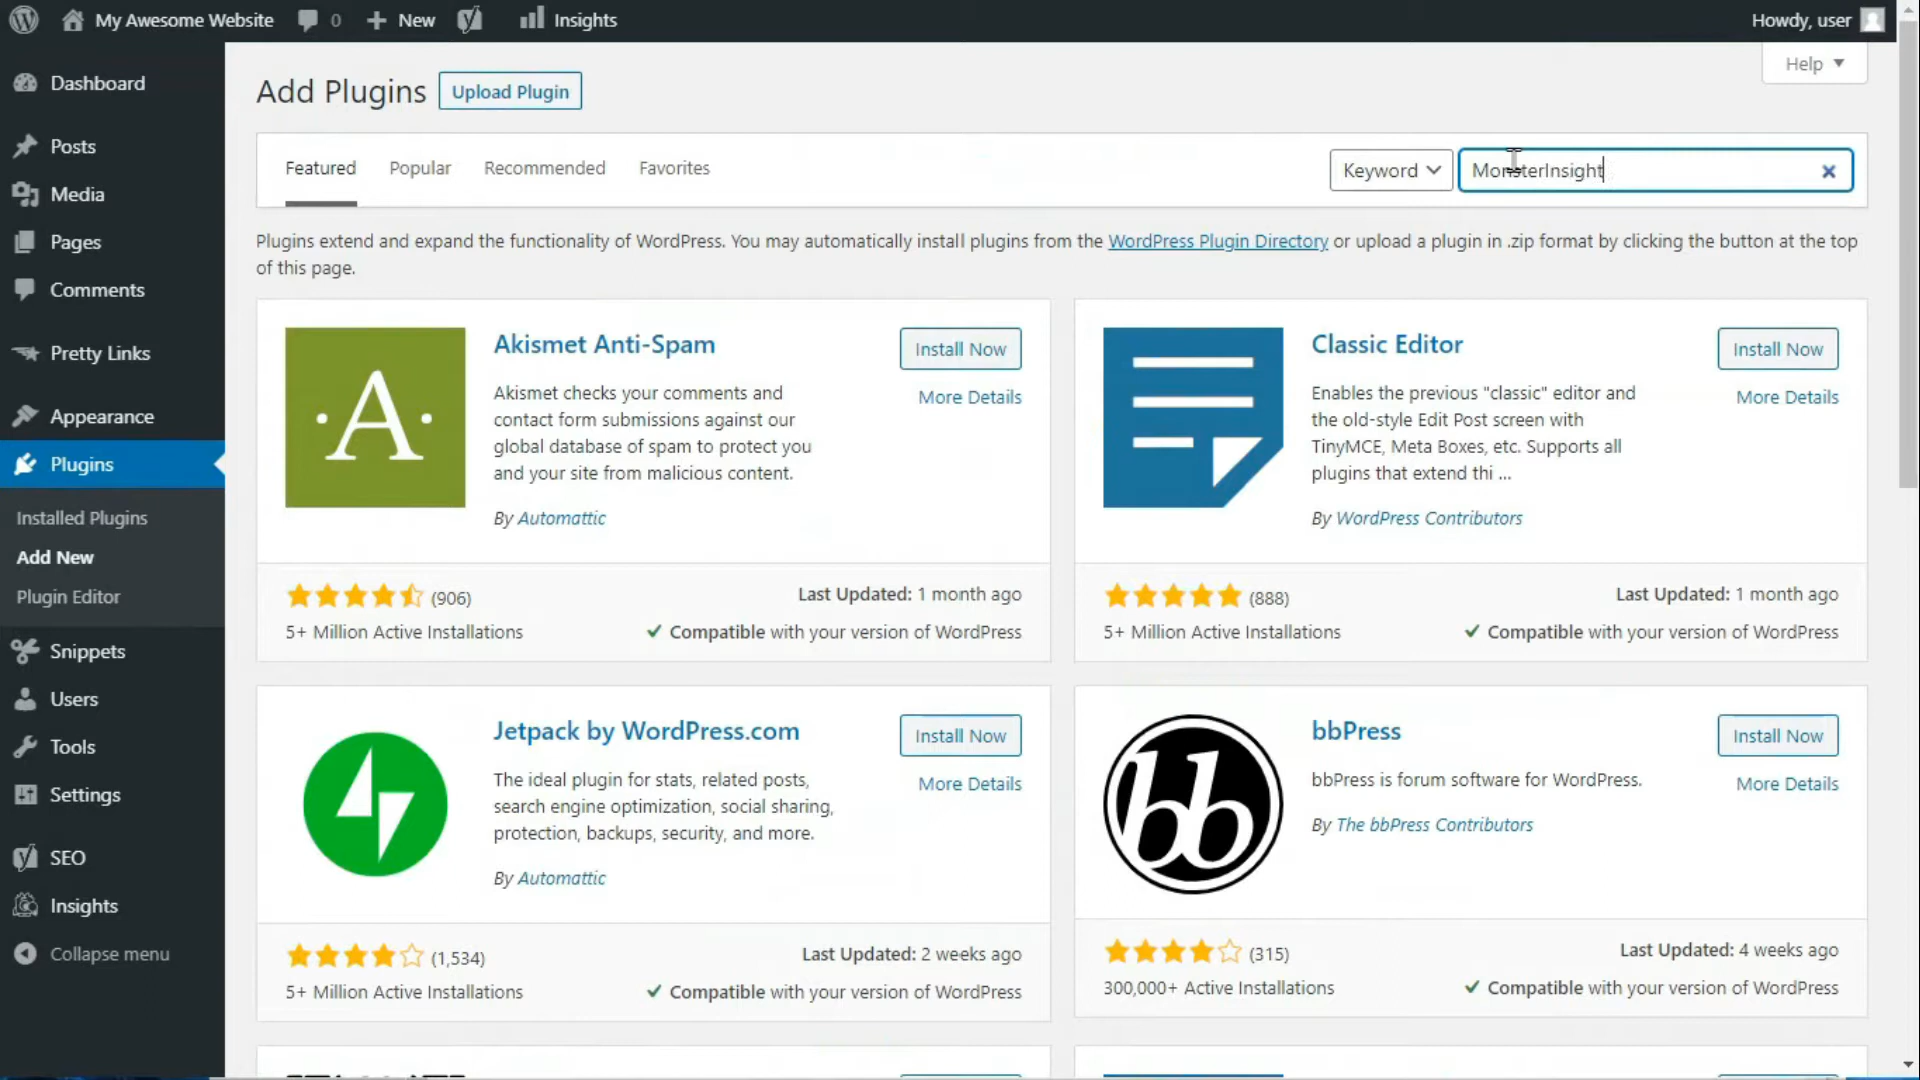 My Awesome Website 0 New Insights Howdy, user
Dashboard
Posts
Media
Pages
Comments
Pretty Links
Appearance
Plugins
Installed Plugins
Add New
Plugin Editor
Snippets
Users
Tools
Settings
SEO
Insights
Collapse menu
Help
Add Plugins Upload Plugin
Featured Popular Recommended Favorites Keyword MonsterInsight
Plugins extend and expand the functionality of WordPress. You may automatically install plugins from the WordPress Plugin Directory or upload a plugin in .zip format by clicking the button at the top
of this page.
A
Akismet Anti-Spam
Install Now
More Details
Akismet checks your comments and
contact form submissions against our
global database of spam to protect you
and your site from malicious content.
By Automattic
(906) Last Updated: 1 month ago
5+ Million Active Installations Compatible with your version of WordPress
Classic Editor
Install Now
More Details
Enables the previous "classic" editor and
the old-style Edit Post screen with
TinyMCE, Meta Boxes, etc. Supports all
plugins that extend thi ...
By WordPress Contributors
(888) Last Updated: 1 month ago
5+ Million Active Installations Compatible with your version of WordPress
Jetpack by WordPress.com
Install Now
More Details
The ideal plugin for stats, related posts,
search engine optimization, social sharing,
protection, backups, security, and more.
By Automattic
(1,534) Last Updated: 2 weeks ago
5+ Million Active Installations Compatible with your version of WordPress
bb
bbPress
Install Now
More Details
bbPress is forum software for WordPress.
By The bbPress Contributors
(315) Last Updated: 4 weeks ago
300,000+ Active Installations Compatible with your version of WordPress